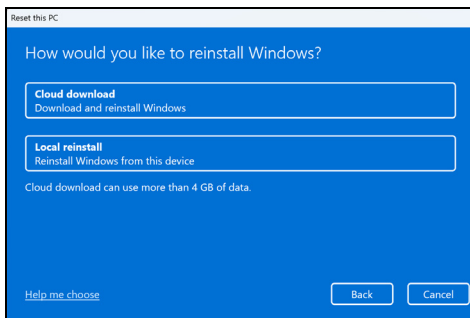 Reset this PC
How would you like to reinstall Windows?
Cloud download
Download and reinstall Windows
Local reinstall
Reinstall Windows from this device
Cloud download can use more than 4 GB of data.
Help me choose
Back
Cancel